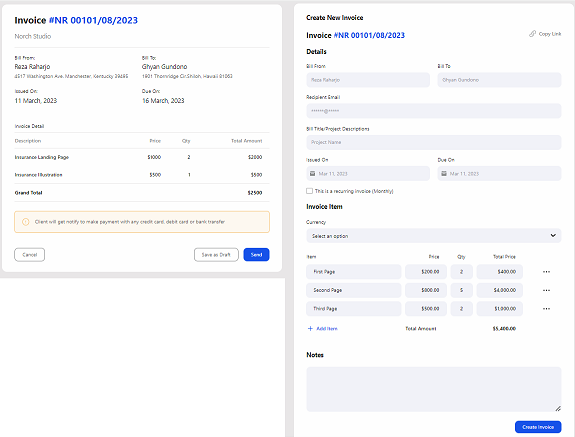 Invoice #NR 00101/08/2023
Norch Studio
Bill From:
Bill To:
Reza Raharjo
Ghyan Gundono
4517 Washington Ave. Manchester, Kentucky 39495
1901 Thornridge Cir.Shiloh, Hawaii 81063
Issued On:
Due On:
11 March, 2023
16 March, 2023
Invoice Detail
Description Price Qty Total Amount
Insurance Landing Page $1000 2 $2000
Insurance Illustration $500 1 $500
Grand Total $2500
Client will get notify to make payment with any credit card, debit card or bank transfer
Cancel Save as Draft Send
Create New Invoice
Invoice #NR 00101/08/2023 Copy Link
Details
Bill From Bill To
Reza Raharjo Ghyan Gundono
Recipient Email
Bill Title/Project Descriptions
Project Name
Issued On Due On
Mar 11, 2023 Mar 11, 2023
This is a recurring invoice (Monthly)
Invoice Item
Currency
Select an option
Item Price Qty Total Price
First Page $200.00 2 $400.00
Second Page $800.00 5 $4,000.00
Third Page $500.00 2 $1,000.00
+ Add Item Total Amount $5,400.00
Notes
Create Invoice